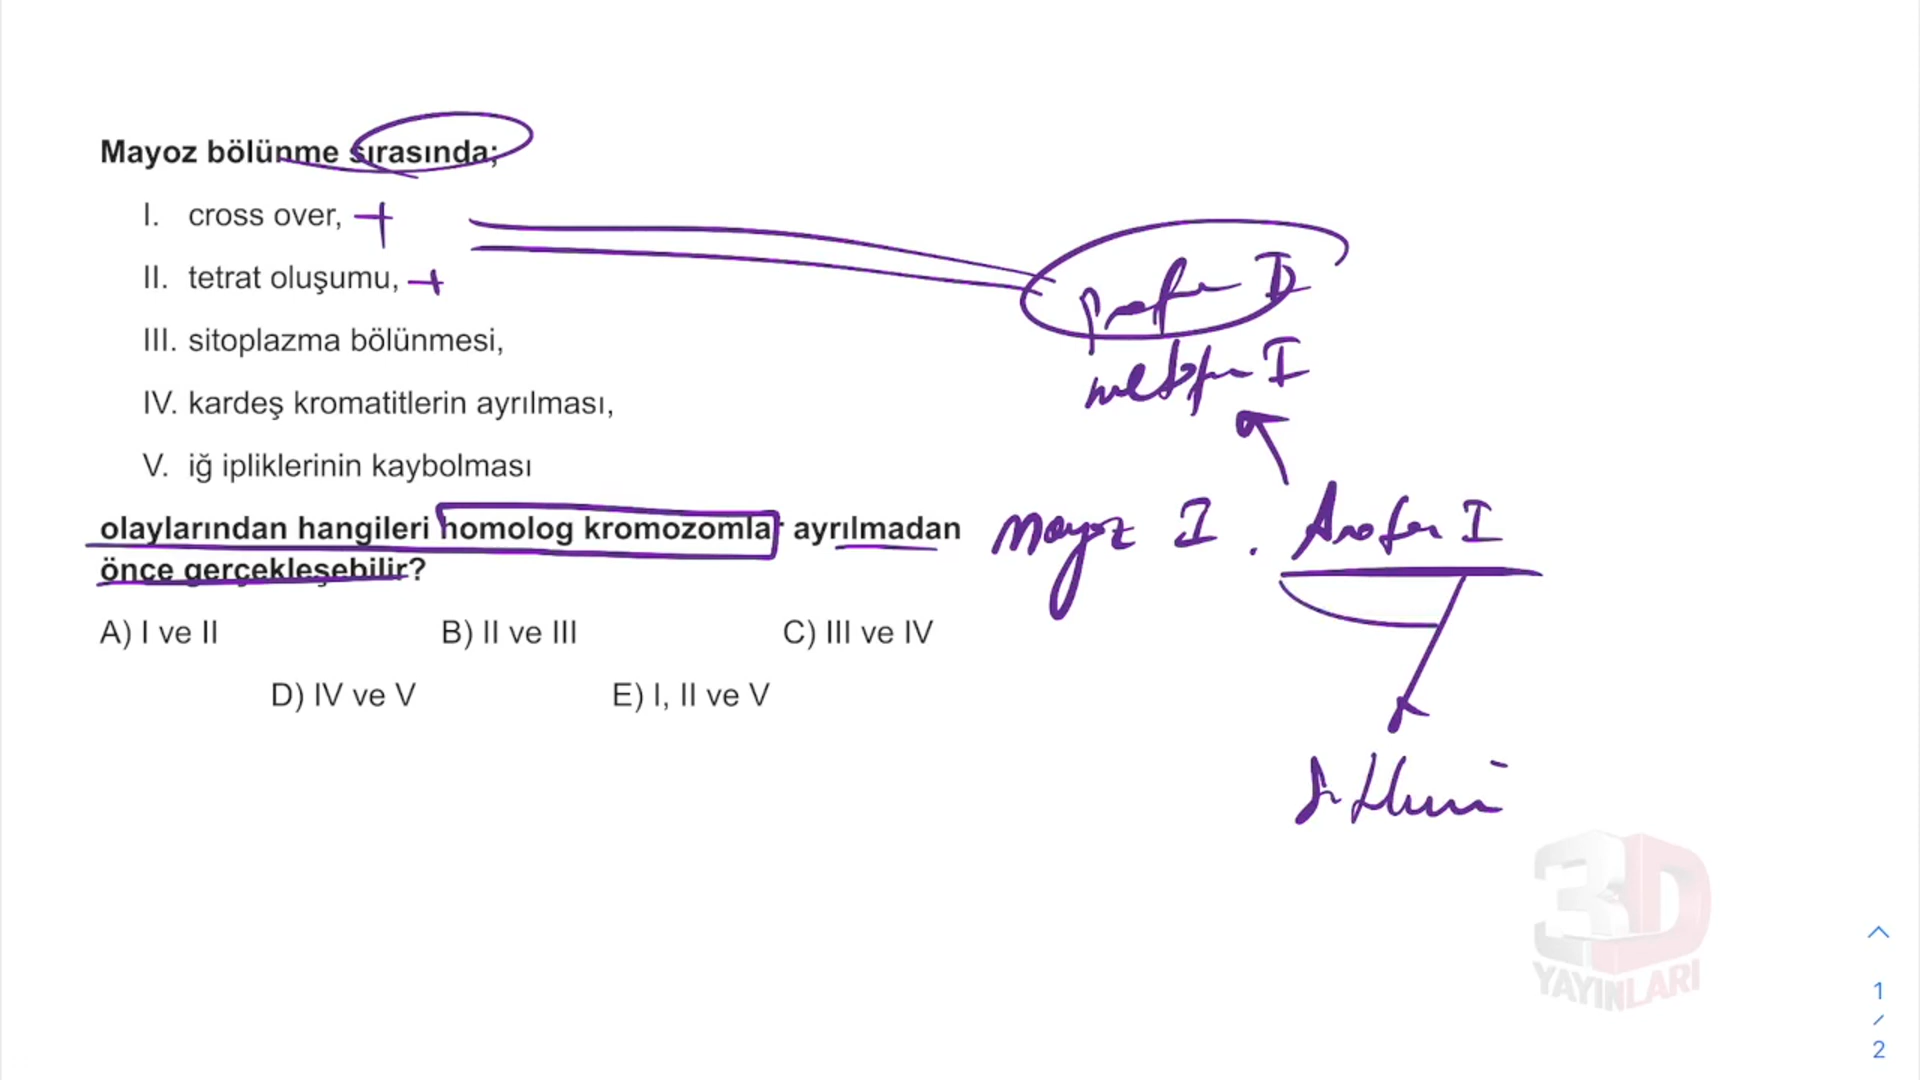 Mayoz bölünme sırasında;
I. cross over, +
II. tetrat oluşumu, +
III. sitoplazma bölünmesi,
IV. kardeş kromatitlerin ayrılması,
V. iğ ipliklerinin kaybolması
olaylarından hangileri homolog kromozomlar ayrılmadan
önce gerçekleşebilir?
A) I ve II B) II ve III C) III ve IV
D) IV ve V E) I, II ve V
profaz I
metafaz I
Mayoz I. Anafaz I
3D
YAYINLARI
1
/
2